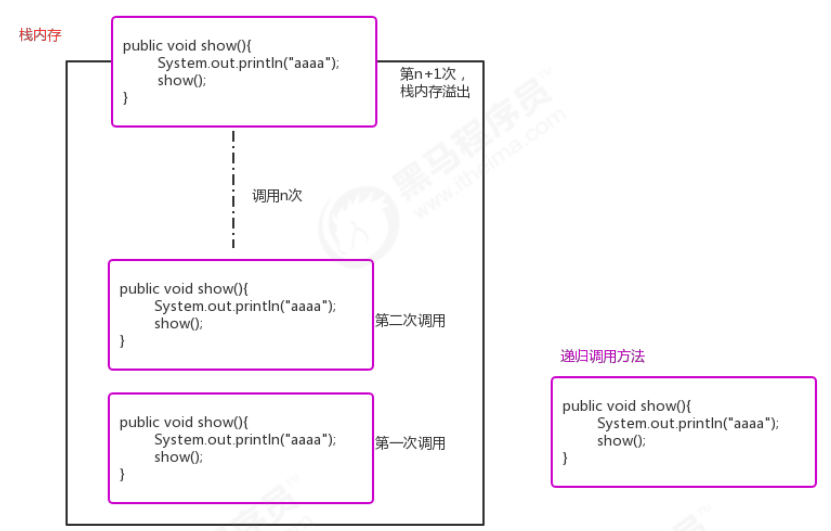 栈内存
public void show(){
System.out.println("aaaa");
show();
}
第n+1次，
栈内存溢出
黑马程序员™
www.itheima.com
调用n次
public void show(){
System.out.println("aaaa");
show();
}
第二次调用
递归调用方法
public void show(){
System.out.println("aaaa");
show();
}
public void show(){
System.out.println("aaaa");
show();
}
第一次调用